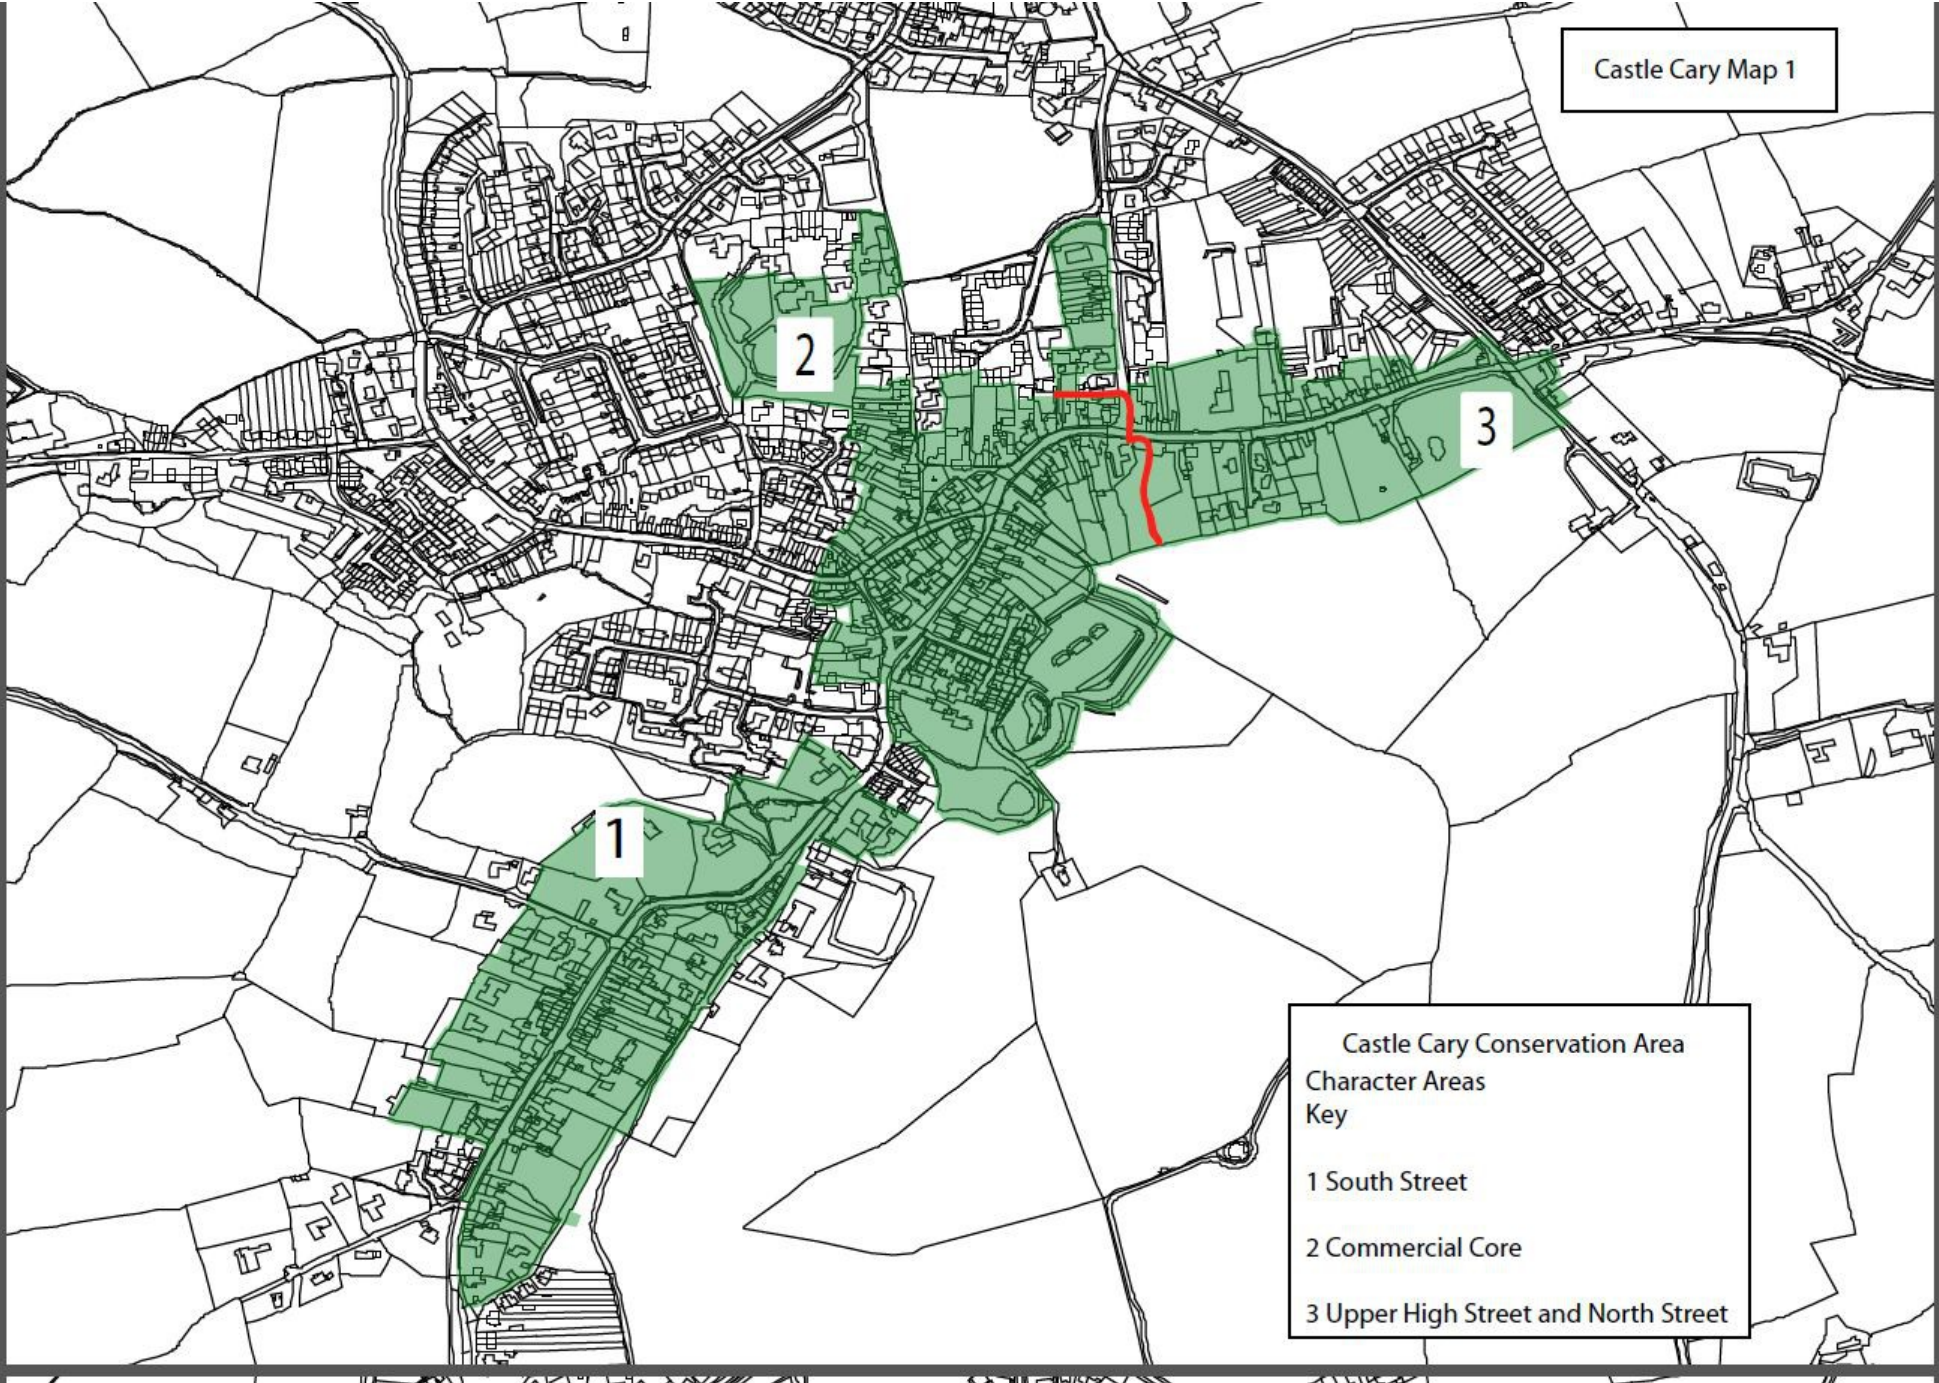 Castle Cary Map 1
2
3
1
Castle Cary Conservation Area
Character Areas
Key
1 South Street
2 Commercial Core
3 Upper High Street and North Street